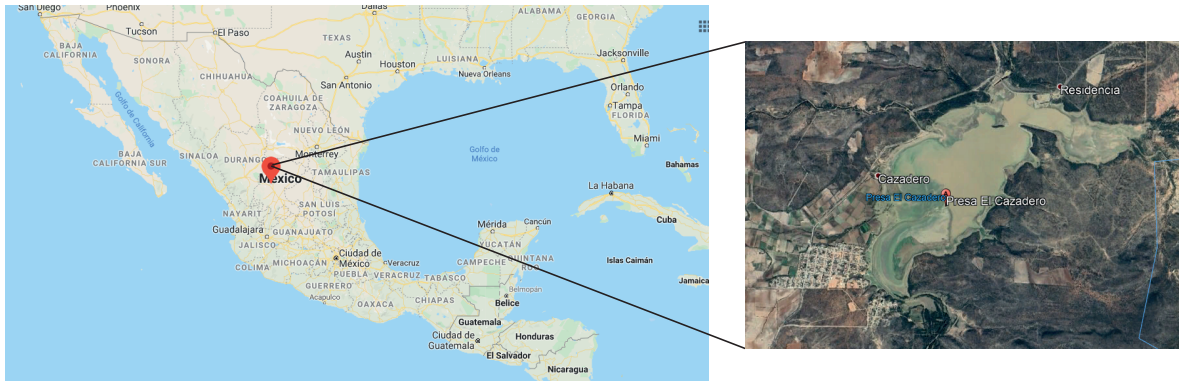 San Diego
Phoenix
Dallas
ALABAMA
GEORGIA
Tucson
El Paso
TEXAS
BAJA
CALIFORNIA
SONORA
Austin
LUISIANA
Jacksonville
Houston
CHIHUAHUA
San Antonio
Nueva Orleans
Orlando
COAHUILA DE
ZARAGOZA
Tampa
FLORIDA
Golfo de California
NUEVO LEÓN
Miami
BAJA
CALIFORNIA SUR
SINALOA
DURANGO
Monterrey
Golfo de
México
Bahamas
México
TAMAULIPAS
La Habana
NAYARIT
SAN LUIS
POTOSÍ
Cuba
Guadalajara
GUANAJUATO
Mérida
Cancún
JALISCO
YUCATÁN
COLIMA
MICHOACÁN
Ciudad de
México
Veracruz
CAMPECHE
QUINTANA
ROO
Islas Caimán
PUEBLA
VERACRUZ
TABASCO
Jamaica
GUERRERO
Belmopan
Acapulco
OAXACA
CHIAPAS
Belice
Guatemala
Ciudad de
Guatemala
Honduras
El Salvador
Nicaragua
Residencia
Cazadero
Presa El Cazadero
Presa El Cazadero